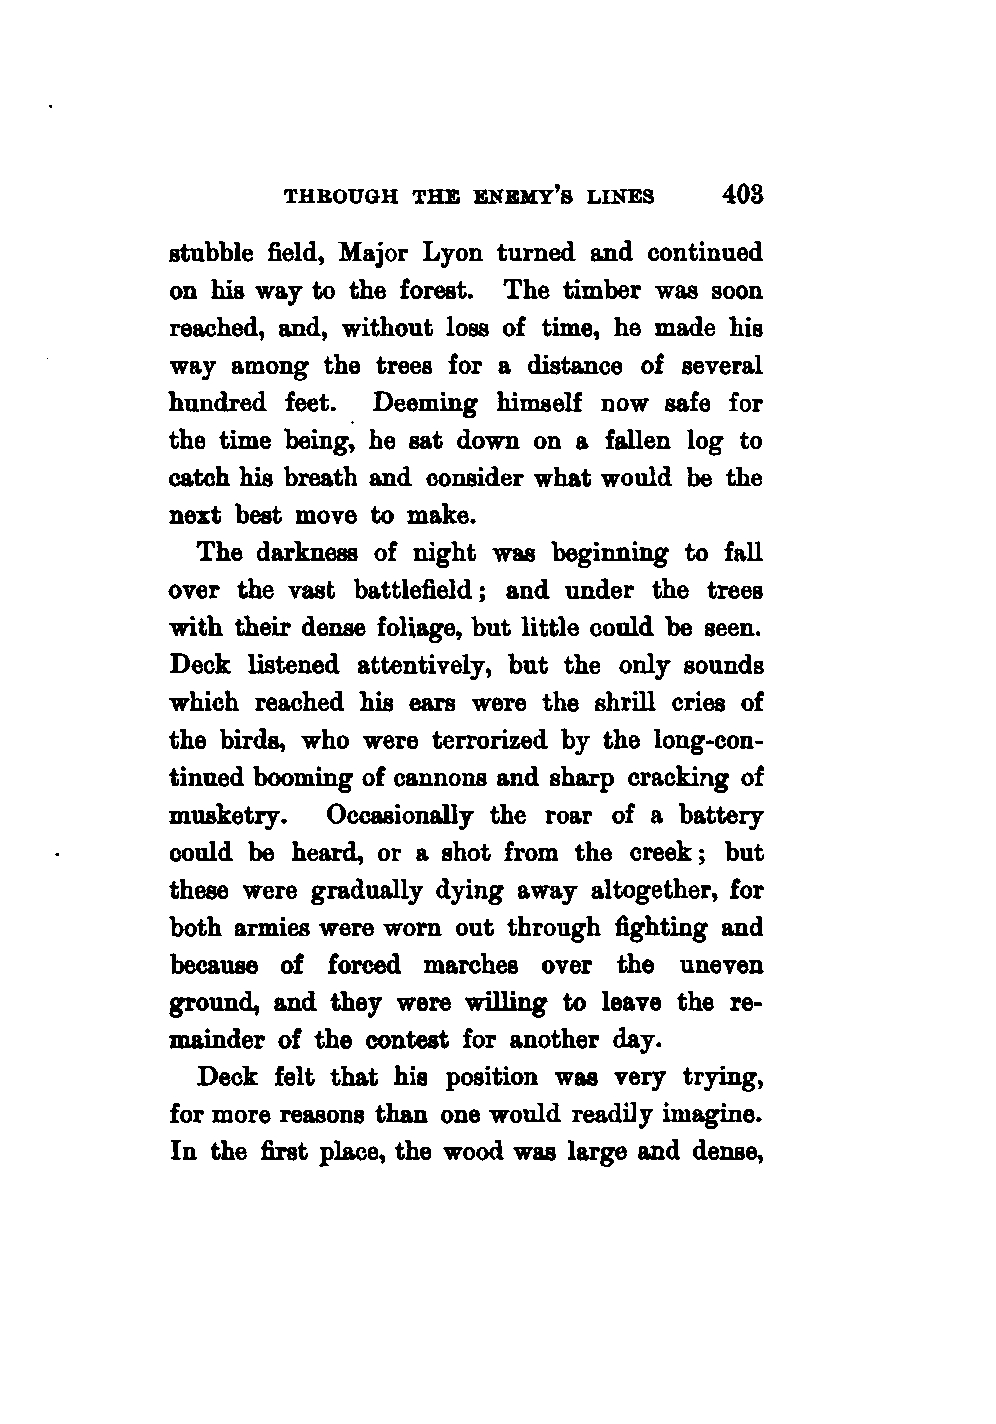 THROUGH THE ENEMY'S LINES 403
stubble field, Major Lyon turned and continued
on his way to the forest. The timber was soon
reached, and, without loss of time, he made his
way among the trees for a distance of several
hundred feet. Deeming himself now safe for
the time being, he sat down on a fallen log to
catch his breath and consider what would be the
next best move to make.
The darkness of night was beginning to fall
over the vast battlefield; and under the trees
with their dense foliage, but little could be seen.
Deck listened attentively, but the only sounds
which reached his ears were the shrill cries of
the birds, who were terrorized by the long-con-
tinued booming of cannons and sharp cracking of
musketry. Occasionally the roar of a battery
could be heard, or a shot from the creek; but
these were gradually dying away altogether, for
both armies were worn out through fighting and
because of forced marches over the uneven
ground, and they were willing to leave the re-
mainder of the contest for another day.
Deck felt that his position was very trying,
for more reasons than one would readily imagine.
In the first place, the wood was large and dense,